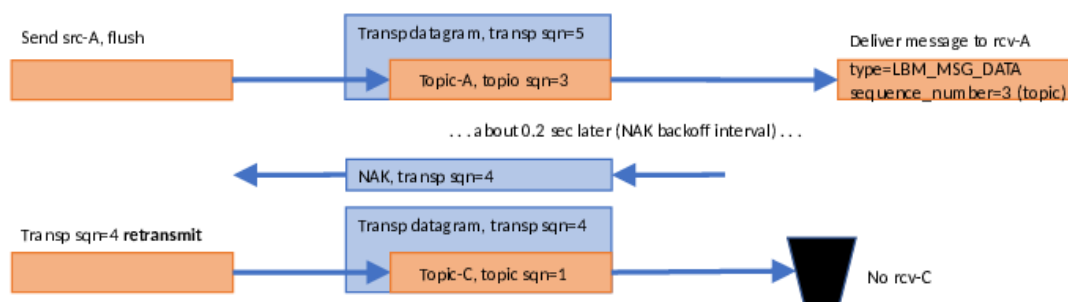 Send src-A, flush
Transp datagram, transp sqn=5
Deliver message to rcv-A
Topic-A, topio sqn=3
type=LBM_MSG_DATA
sequence_number=3 (topic)
. . . about 0.2 sec later (NAK backoff interval) . . .
NAK, transp sqn=4
Transp datagram, transp sqn=4
Transp sqn=4 retransmit
Topic-C, topic sqn=1
No rcv-C